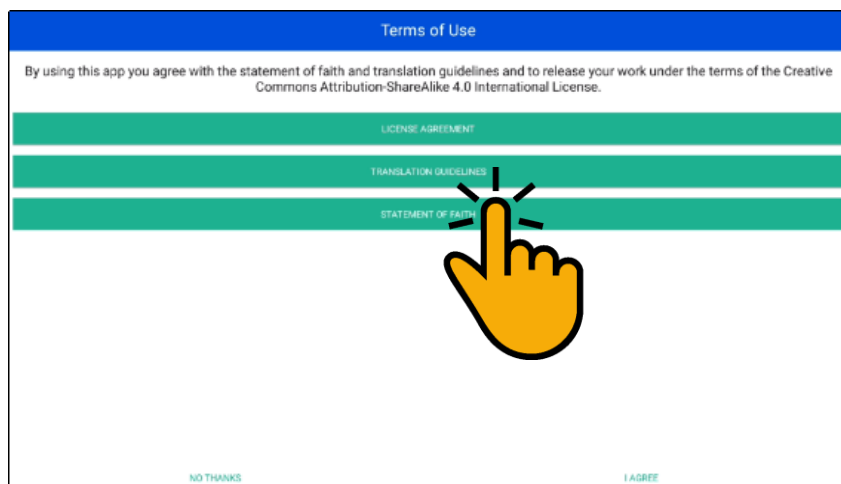 Terms of Use
By using this app you agree with the statement of faith and translation guidelines and to release your work under the terms of the Creative
Commons Attribution-ShareAlike 4.0 International License.
LICENSE AGREEMENT
TRANSLATION GUIDELINES
STATEMENT OF FAITH
NO THANKS
I AGREE